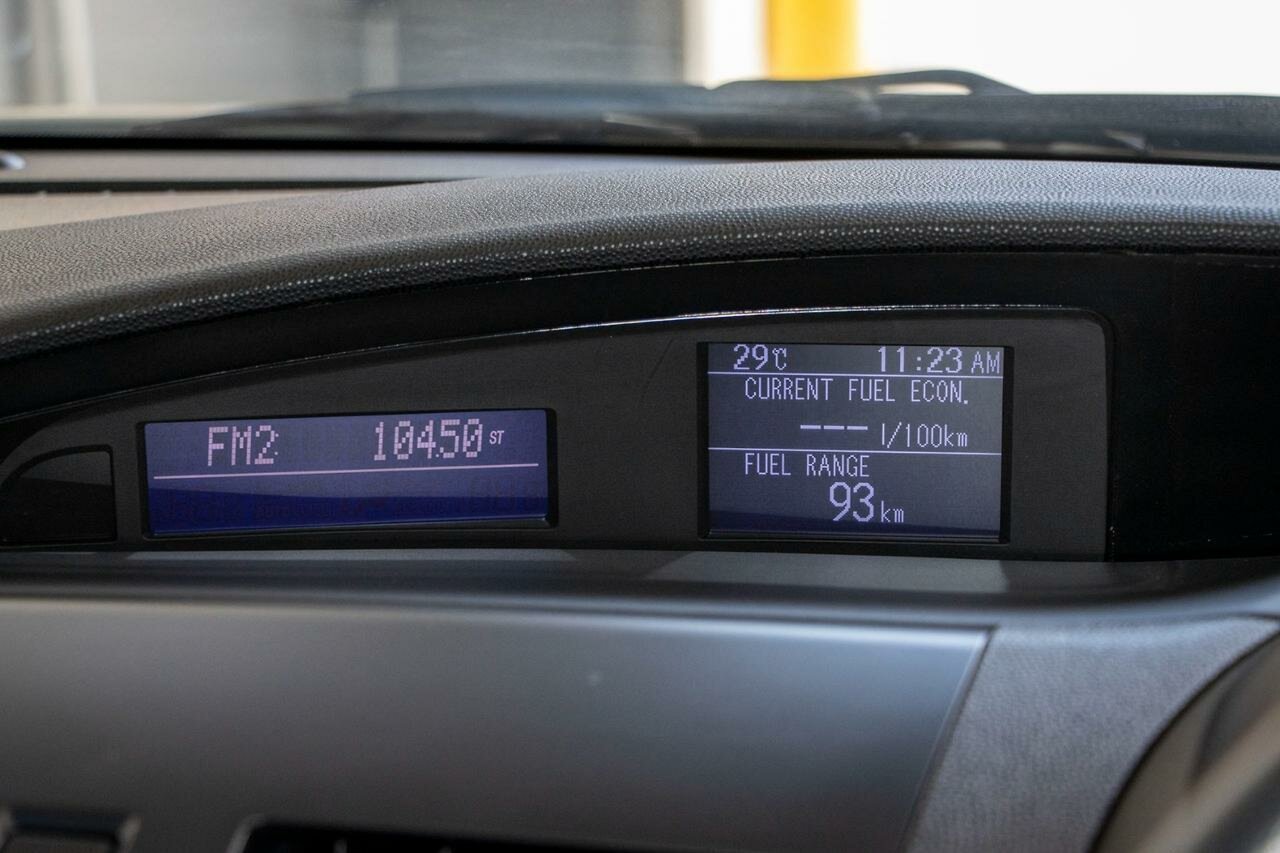 FM2 104.50 ST
29℃ 11:23 AM
CURRENT FUEL ECON.
--- l/100km
FUEL RANGE
93 km